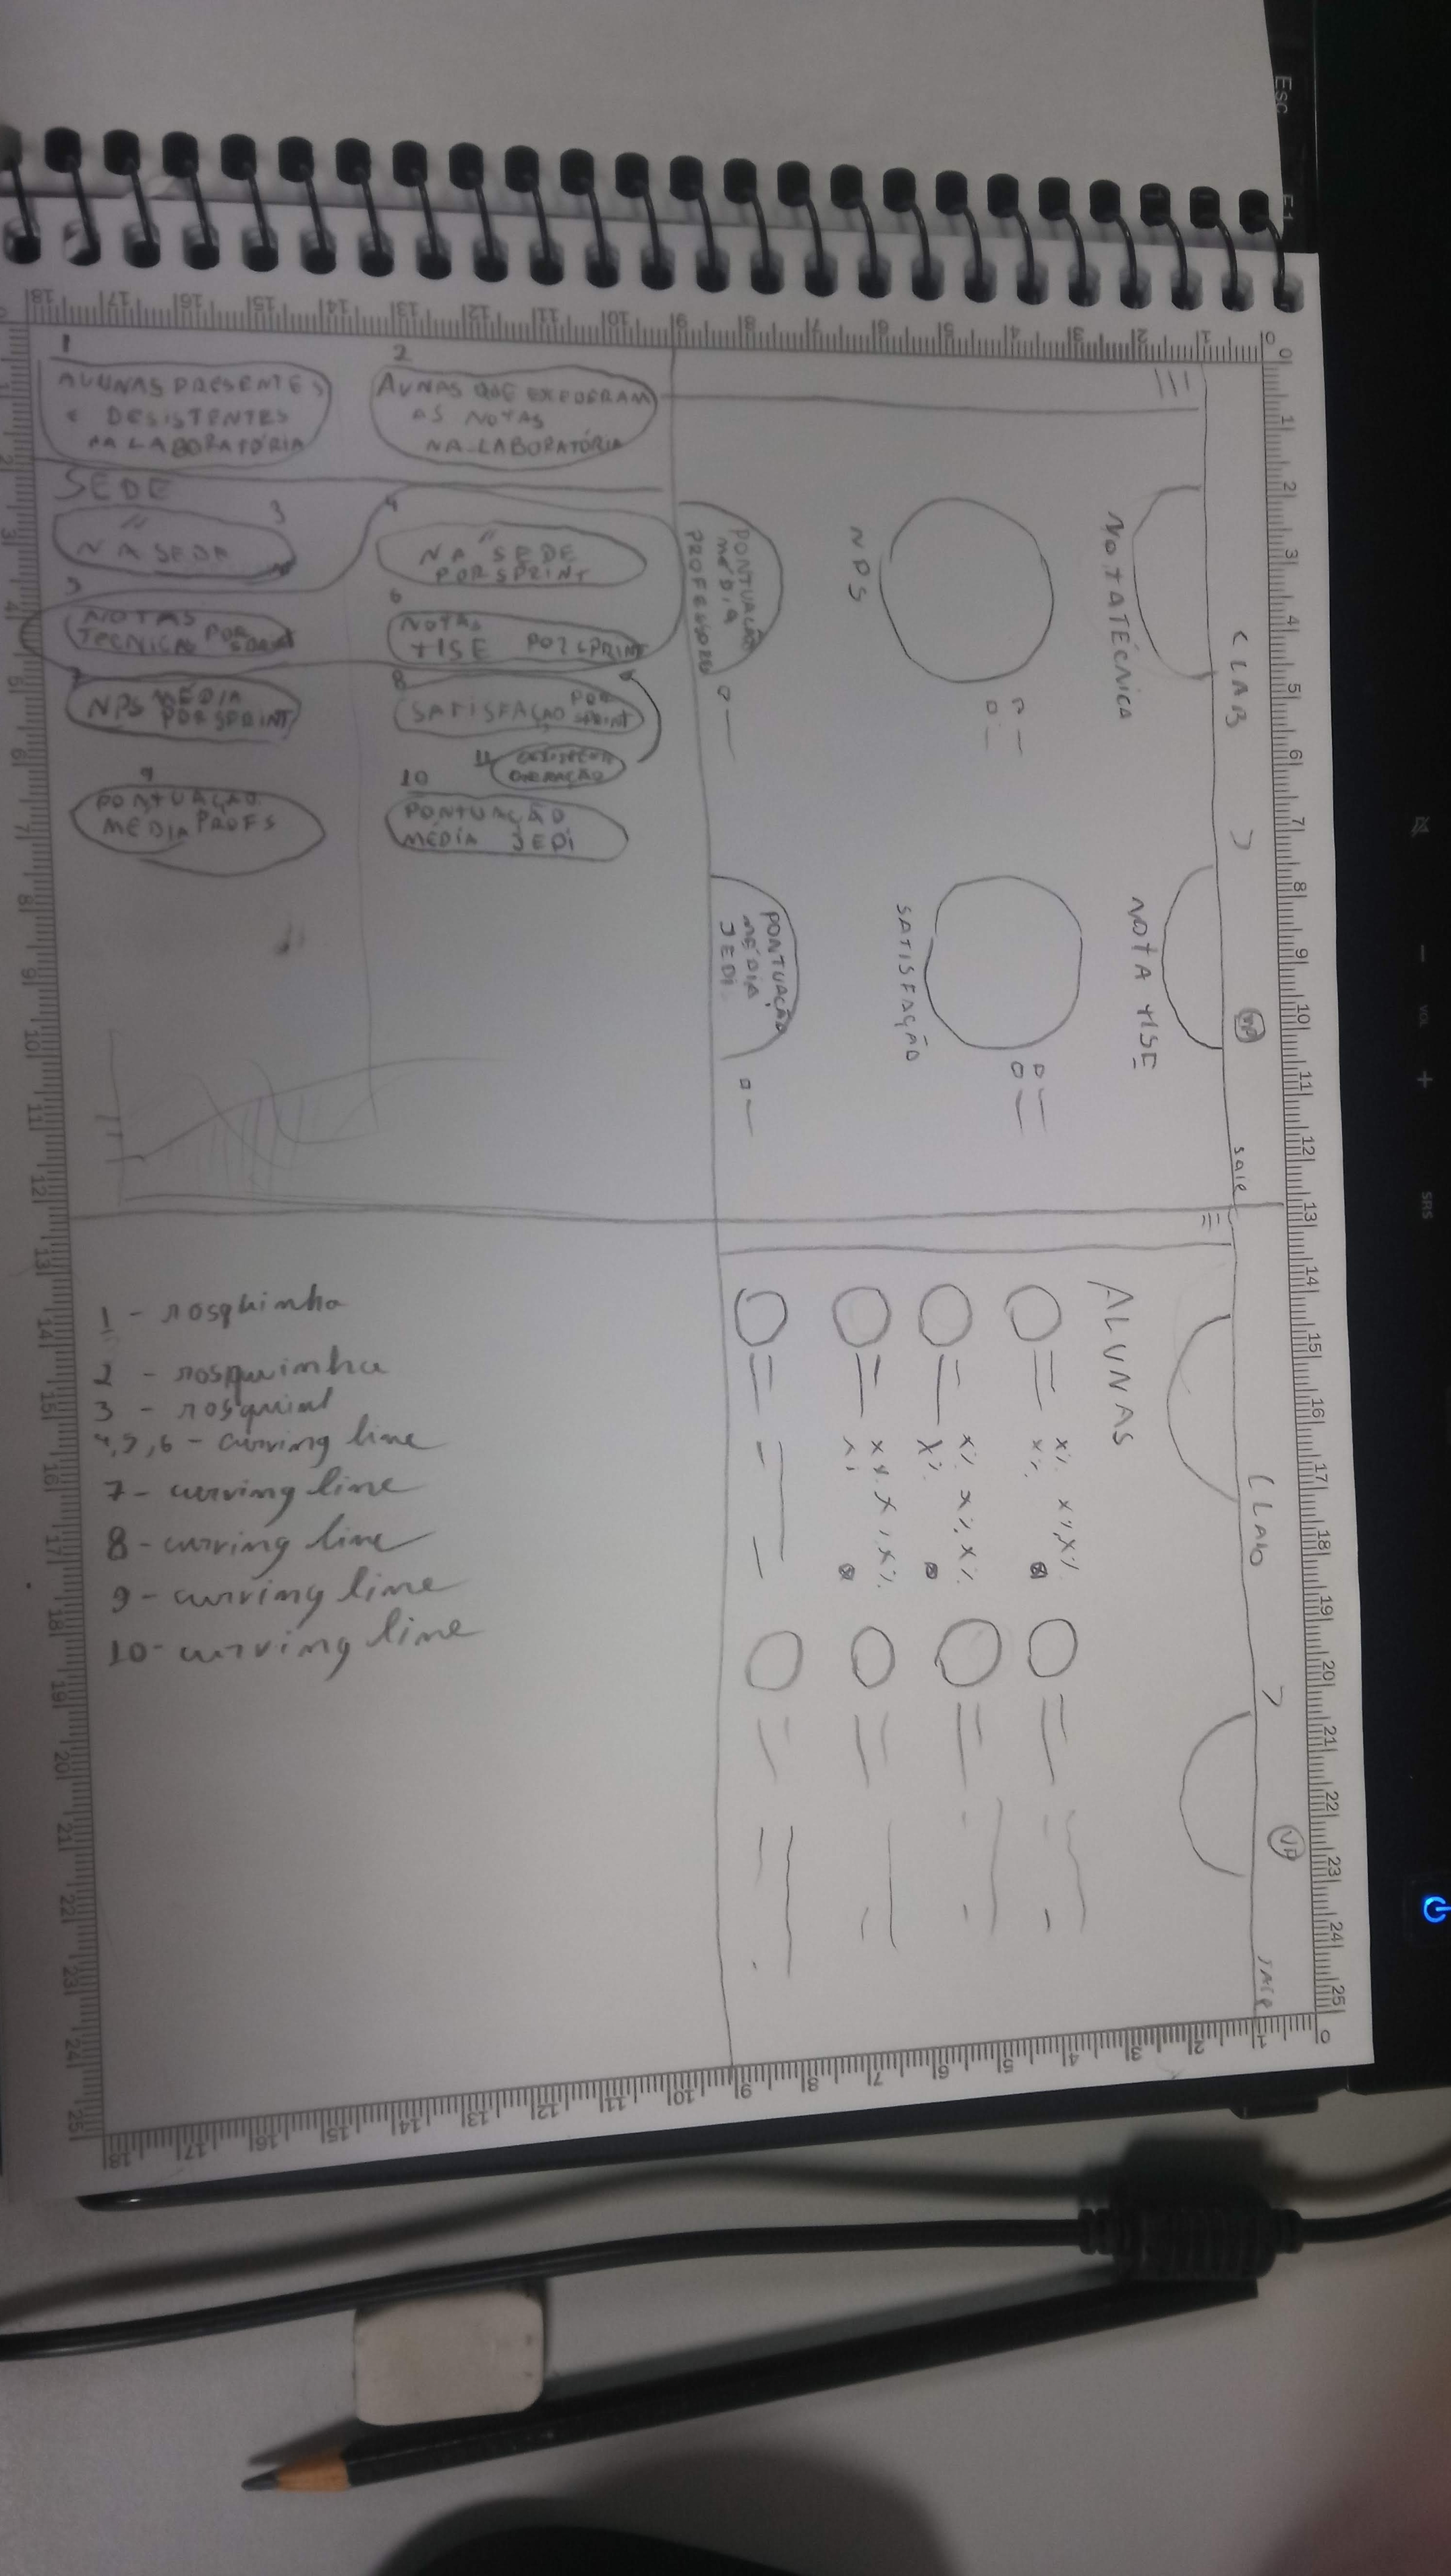 1
ALUNAS PRESENTES
E DESISTENTES
NA LABORATÓRIA
2
ALUNAS QUE EXEDERAM
AS NOTAS
NA LABORATÓRIA
SEDE
3
"
NA SEDE
4
"
NA SEDE
POR SPRINT
5
NOTAS
TECNICAS POR SPRINT
6
NOTAS
HSE POR SPRINT
7
NPS MÉDIA
POR SPRINT
8
SATISFAÇÃO POR SPRINT
9
PONTUAÇÃO
MÉDIA PROFS
10
PONTUAÇÃO
MÉDIA JEDI
11
1 - rosquinha
2 - rosquinha
3 - rosquinha
4,5,6 - curving line
7 - curving line
8 - curving line
9 - curving line
10 - curving line
< LAB >
SAIR
NOTA TÉCNICA
NOTA HSE
NPS
SATISFAÇÃO
PONTUAÇÃO
MÉDIA
PROFESSORES
PONTUAÇÃO
MÉDIA
JEDI
( LAB >
SAIR
ALUNAS
X% X% X%
X%
X% X% X%
X%
X% X% X%
X%
Esc
F1
VOL
SRS